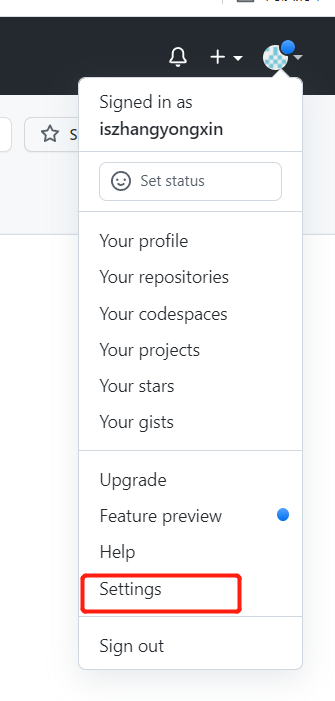 Signed in as
iszhangyongxin
S
Set status
Your profile
Your repositories
Your codespaces
Your projects
Your stars
Your gists
Upgrade
Feature preview
Help
Settings
Sign out